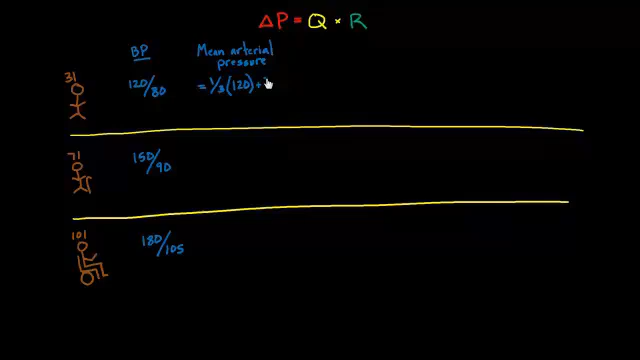 ΔP = Q × R
BP
Mean arterial
pressure
31
120/80
= 1/3 (120) +
71
150/90
101
180/105